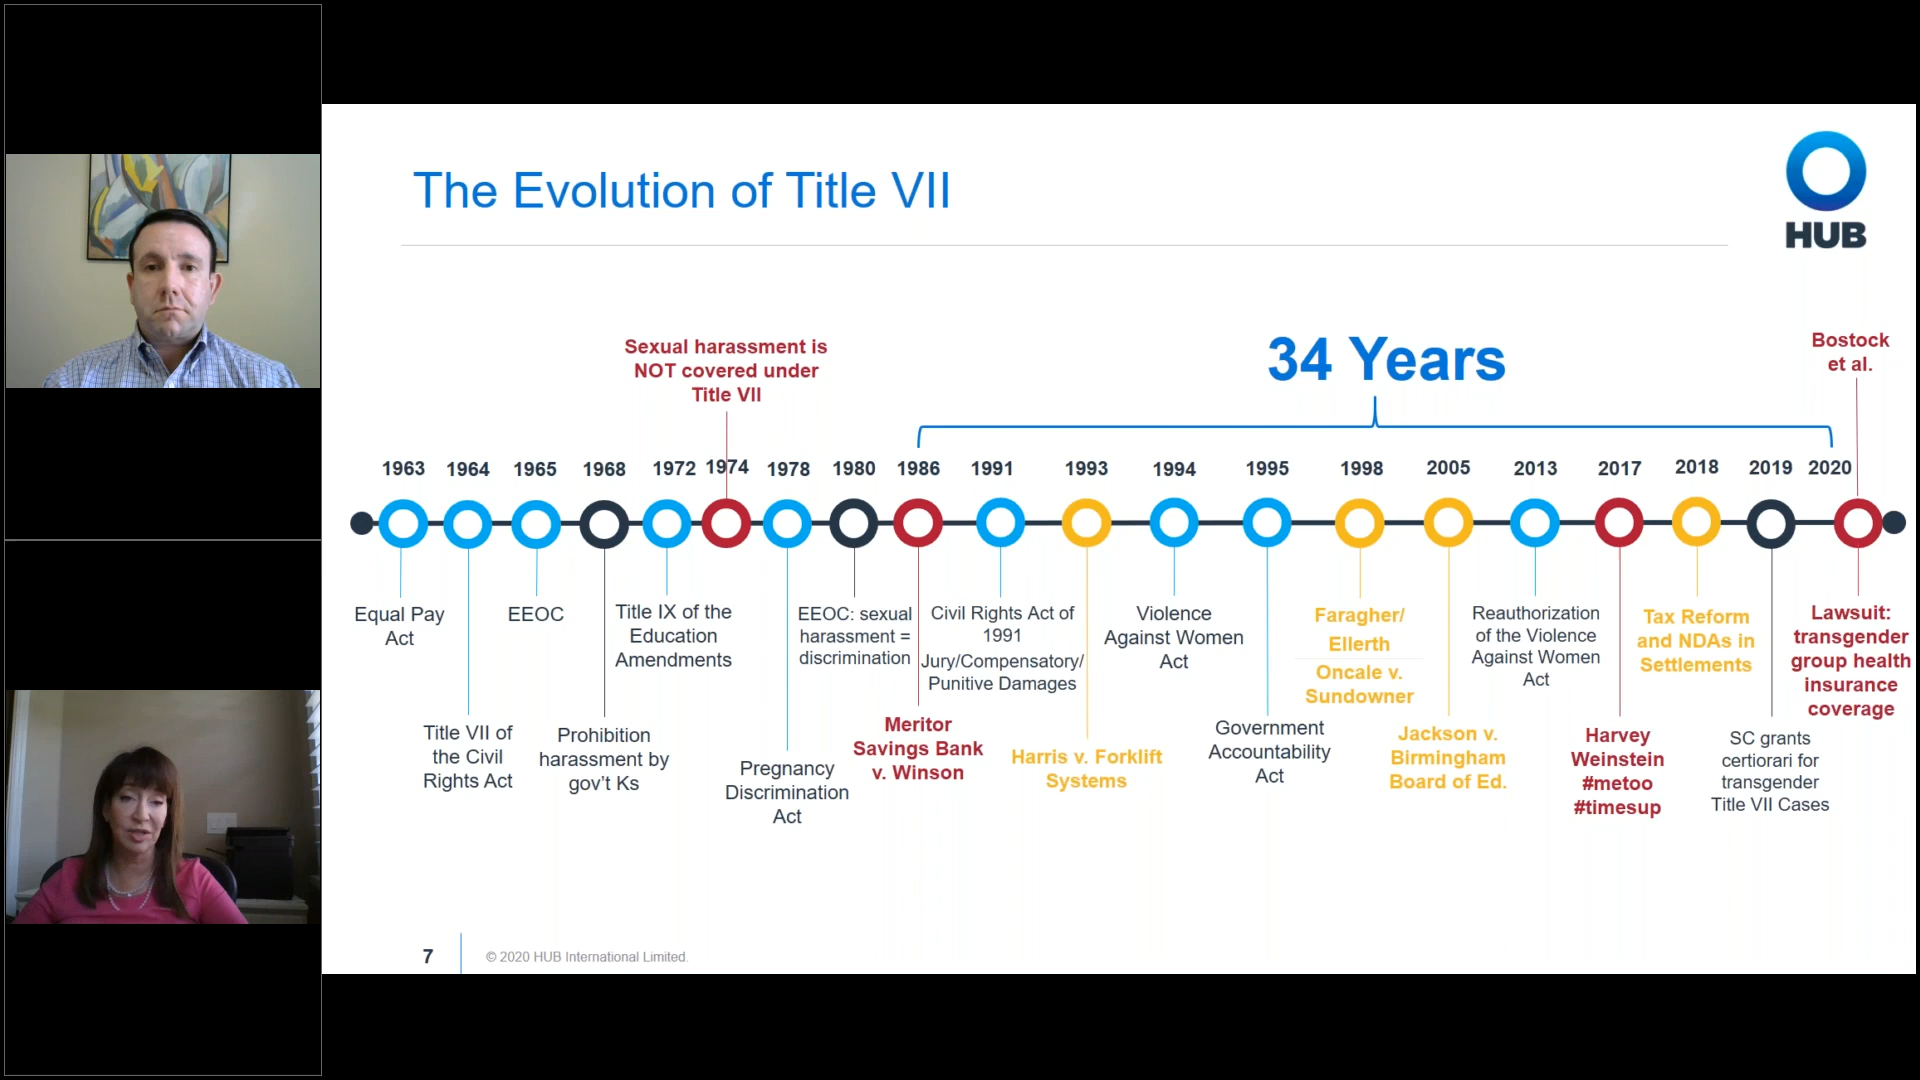 The Evolution of Title VII
HUB
Sexual harassment is
NOT covered under
Title VII
34 Years
Bostock
et al.
1963 1964 1965 1968 1972 1974 1978 1980 1986 1991 1993 1994 1995 1998 2005 2013 2017 2018 2019 2020
Equal Pay
Act
Title VII of
the Civil
Rights Act
EEOC
Prohibition
harassment by
gov't Ks
Title IX of the
Education
Amendments
Pregnancy
Discrimination
Act
EEOC: sexual
harassment =
discrimination
Meritor
Savings Bank
v. Winson
Civil Rights Act of
1991
Jury/Compensatory/
Punitive Damages
Harris v. Forklift
Systems
Violence
Against Women
Act
Government
Accountability
Act
Faragher/
Ellerth
Oncale v.
Sundowner
Jackson v.
Birmingham
Board of Ed.
Reauthorization
of the Violence
Against Women
Act
Harvey
Weinstein
#metoo
#timesup
Tax Reform
and NDAs in
Settlements
SC grants
certiorari for
transgender
Title VII Cases
Lawsuit:
transgender
group health
insurance
coverage
7
© 2020 HUB International Limited.